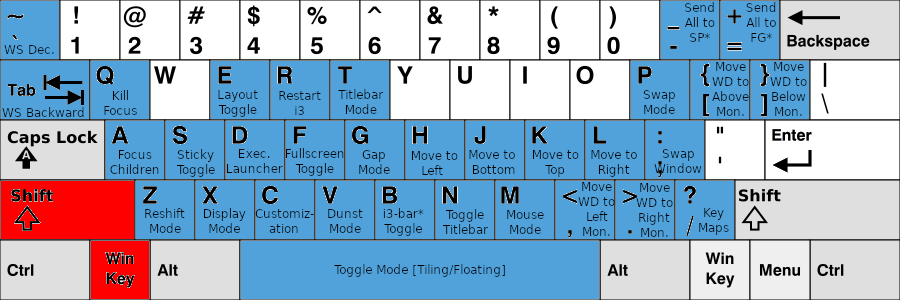 ~ ! @ # $ % ^ & * ( ) _ Send All to SP* + Send All to FG* Backspace
` WS Dec. 1 2 3 4 5 6 7 8 9 0 - =
Tab Q W E R T Y U I O P { Move WD to } Move WD to |
WS Backward Kill Focus Layout Toggle Restart i3 Titlebar Mode Swap Mode [ Above Mon. ] Below Mon. \
Caps Lock A S D F G H J K L : " Enter
A Focus Children Sticky Toggle Exec. Launcher Fullscreen Toggle Gap Mode Move to Left Move to Bottom Move to Top Move to Right ; Swap Window '
Shift Z X C V B N M < Move WD to > Move WD to ? Shift
Reshift Mode Display Mode Customiz-ation Dunst Mode i3-bar* Toggle Toggle Titlebar Mouse Mode , Left Mon. . Right Mon. / Key Maps
Ctrl Win Key Alt Toggle Mode [Tiling/Floating] Alt Win Key Menu Ctrl